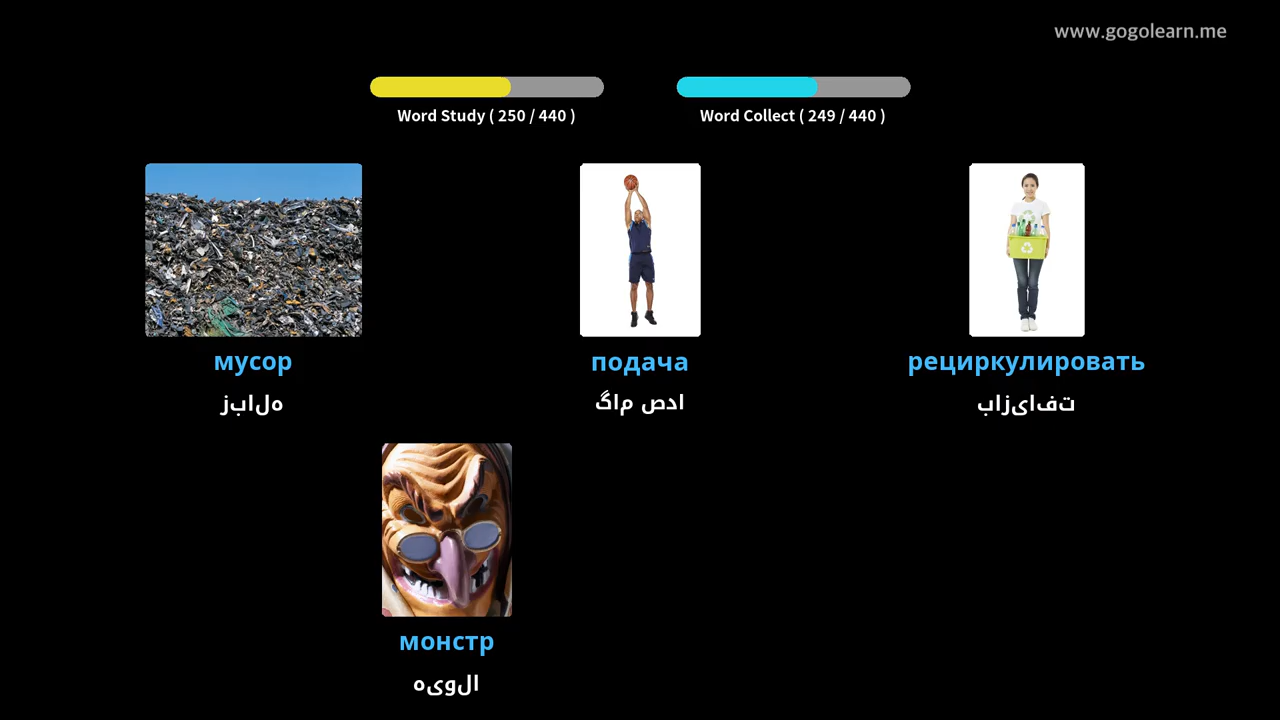 www.gogolearn.me
Word Study ( 250 / 440 )
Word Collect ( 249 / 440 )
мусор
подача
рециркулировать
هلابز
ادص ماگ
تفایزاب
монстр
الویه